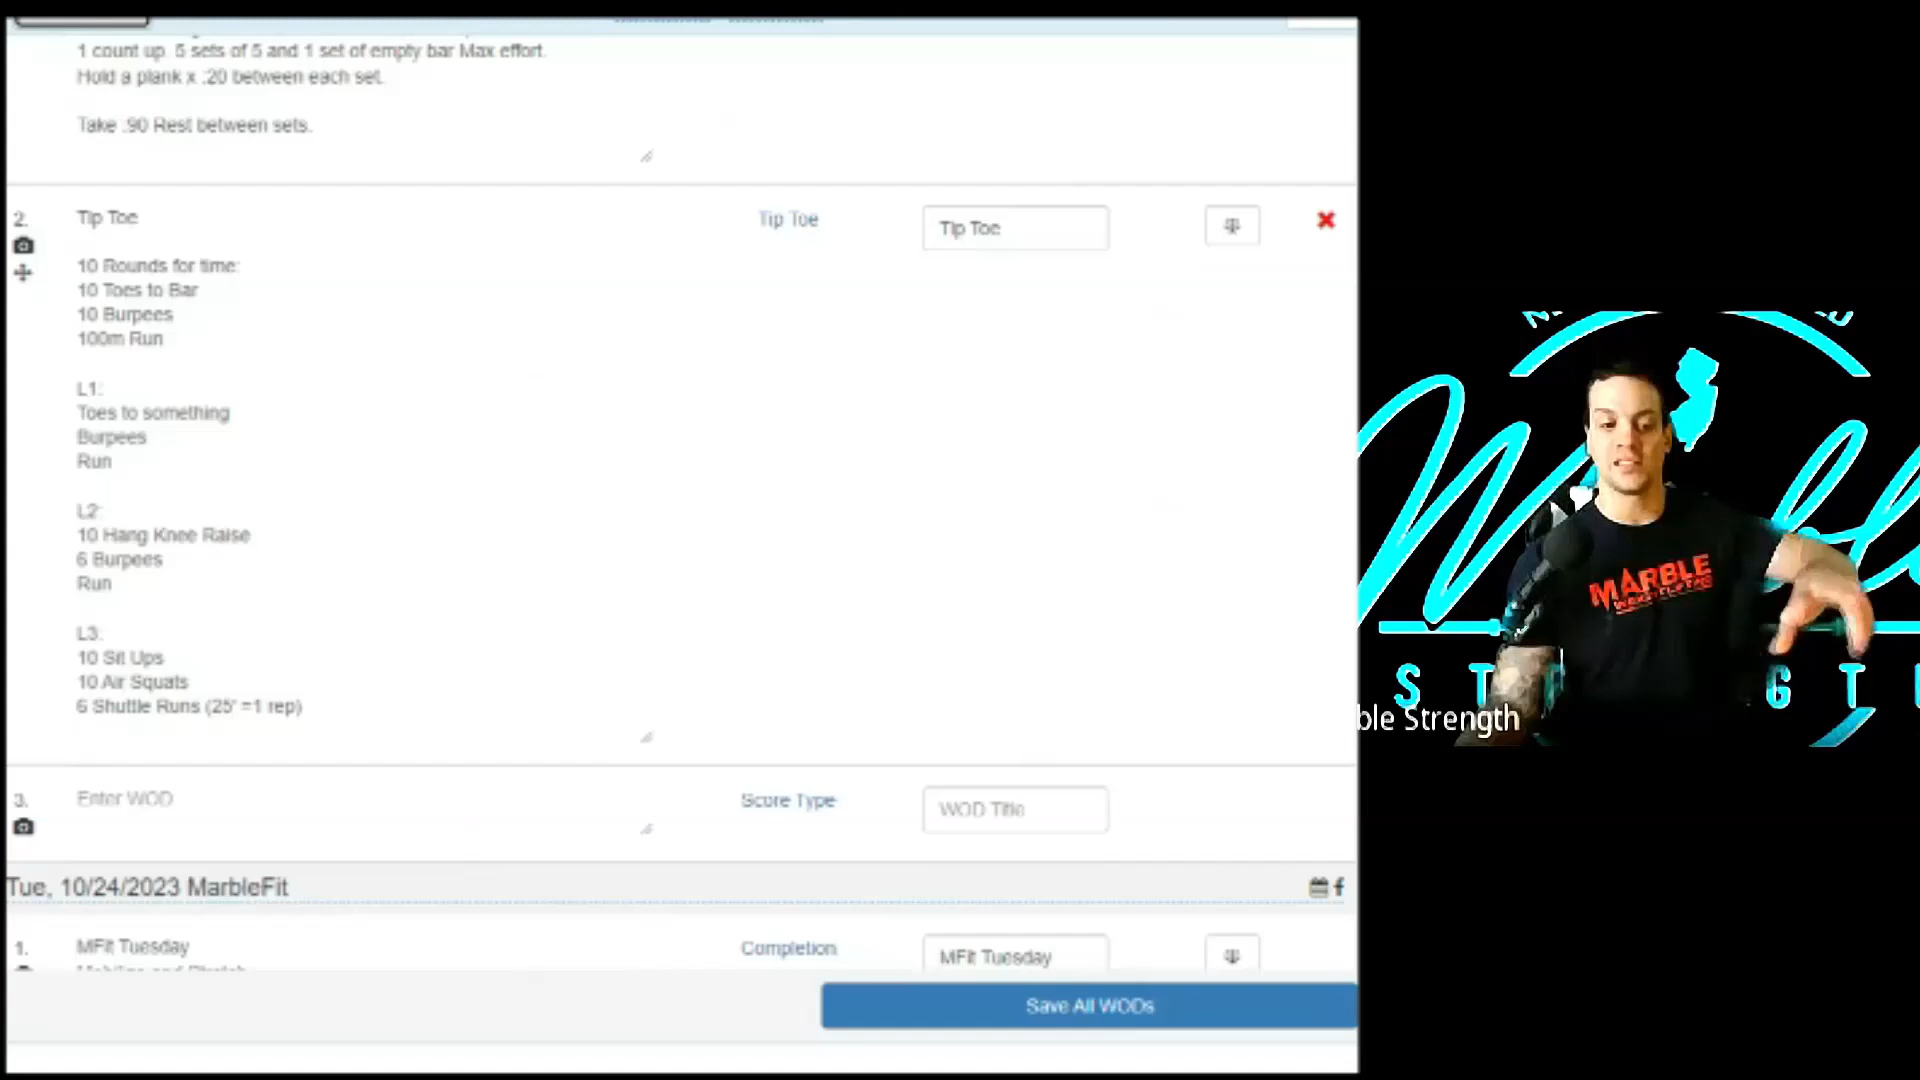 1 count up. 5 sets of 5 and 1 set of empty bar Max effort.
Hold a plank x :20 between each set.
Take :90 Rest between sets.
2.
Tip Toe
Tip Toe
Tip Toe
10 Rounds for time:
10 Toes to Bar
10 Burpees
100m Run
L1:
Toes to something
Burpees
Run
L2:
10 Hang Knee Raise
6 Burpees
Run
L3:
10 Sit Ups
10 Air Squats
6 Shuttle Runs (25' =1 rep)
3.
Enter WOD
Score Type
WOD Title
Tue, 10/24/2023 MarbleFit
1.
MFit Tuesday
Completion
MFit Tuesday
Save All WODs
MARBLE
ble Strength